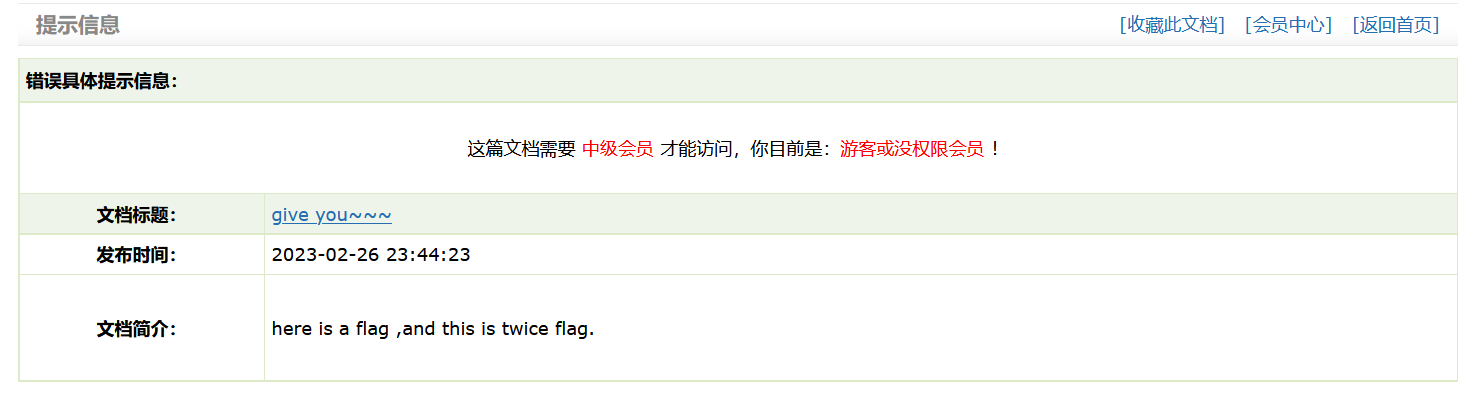 提示信息 [收藏此文档] [会员中心] [返回首页]
错误具体提示信息：
这篇文档需要 中级会员 才能访问，你目前是：游客或没权限会员 ！
文档标题： give you~~~
发布时间： 2023-02-26 23:44:23
文档简介： here is a flag ,and this is twice flag.